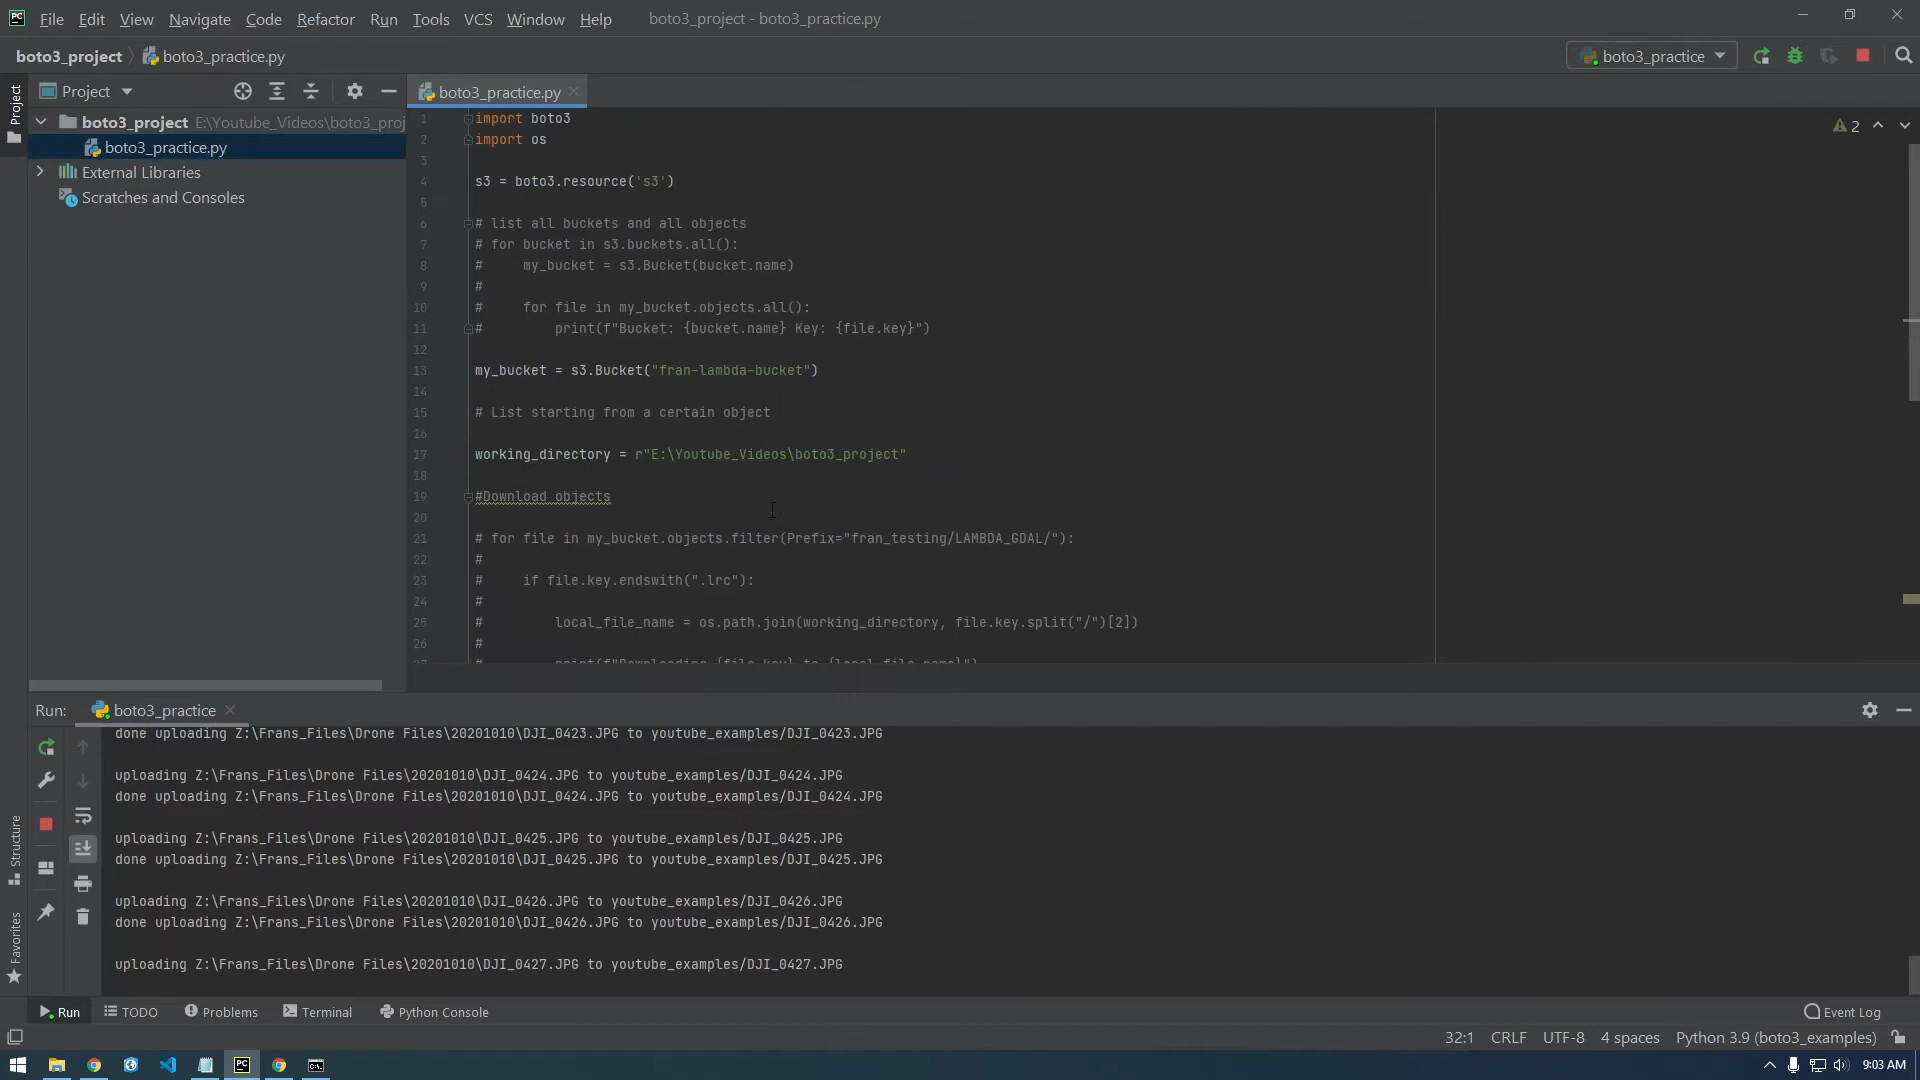 File Edit View Navigate Code Refactor Run Tools VCS Window Help boto3_project - boto3_practice.py
boto3_project boto3_practice.py boto3_practice
Project
Project boto3_practice.py
boto3_project E:\Youtube_Videos\boto3_proj
boto3_practice.py
External Libraries
Scratches and Consoles
2
1 import boto3
2 import os
3
4 s3 = boto3.resource('s3')
5
6 # list all buckets and all objects
7 # for bucket in s3.buckets.all():
8 #     my_bucket = s3.Bucket(bucket.name)
9 #
10 #     for file in my_bucket.objects.all():
11 #         print(f"Bucket: {bucket.name} Key: {file.key}")
12
13 my_bucket = s3.Bucket("fran-lambda-bucket")
14
15 # List starting from a certain object
16
17 working_directory = r"E:\Youtube_Videos\boto3_project"
18
19 #Download objects
20
21 # for file in my_bucket.objects.filter(Prefix="fran_testing/LAMBDA_GDAL/"):
22 #
23 #     if file.key.endswith(".lrc"):
24 #
25 #         local_file_name = os.path.join(working_directory, file.key.split("/")[2])
26 #
27 #         print(f"Downloading {file.key} to {local_file_name}")
Run: boto3_practice
done uploading Z:\Frans_Files\Drone Files\20201010\DJI_0423.JPG to youtube_examples/DJI_0423.JPG
uploading Z:\Frans_Files\Drone Files\20201010\DJI_0424.JPG to youtube_examples/DJI_0424.JPG
done uploading Z:\Frans_Files\Drone Files\20201010\DJI_0424.JPG to youtube_examples/DJI_0424.JPG
uploading Z:\Frans_Files\Drone Files\20201010\DJI_0425.JPG to youtube_examples/DJI_0425.JPG
done uploading Z:\Frans_Files\Drone Files\20201010\DJI_0425.JPG to youtube_examples/DJI_0425.JPG
uploading Z:\Frans_Files\Drone Files\20201010\DJI_0426.JPG to youtube_examples/DJI_0426.JPG
done uploading Z:\Frans_Files\Drone Files\20201010\DJI_0426.JPG to youtube_examples/DJI_0426.JPG
uploading Z:\Frans_Files\Drone Files\20201010\DJI_0427.JPG to youtube_examples/DJI_0427.JPG
Structure
Favorites
Run TODO Problems Terminal Python Console Event Log
32:1 CRLF UTF-8 4 spaces Python 3.9 (boto3_examples)
9:03 AM